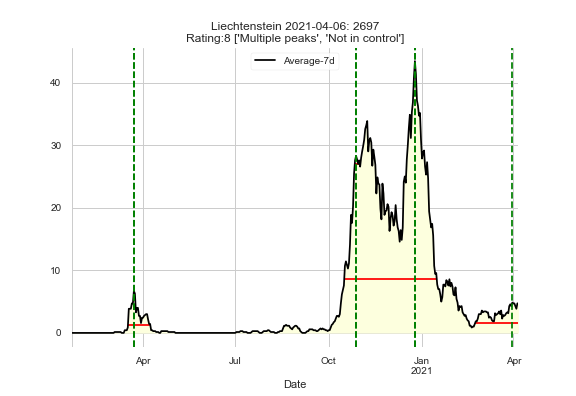 Liechtenstein 2021-04-06: 2697
Rating:8 ['Multiple peaks', 'Not in control']
Average-7d
40
30
20
10
0
Apr
Jul
Oct
Jan
2021
Apr
Date